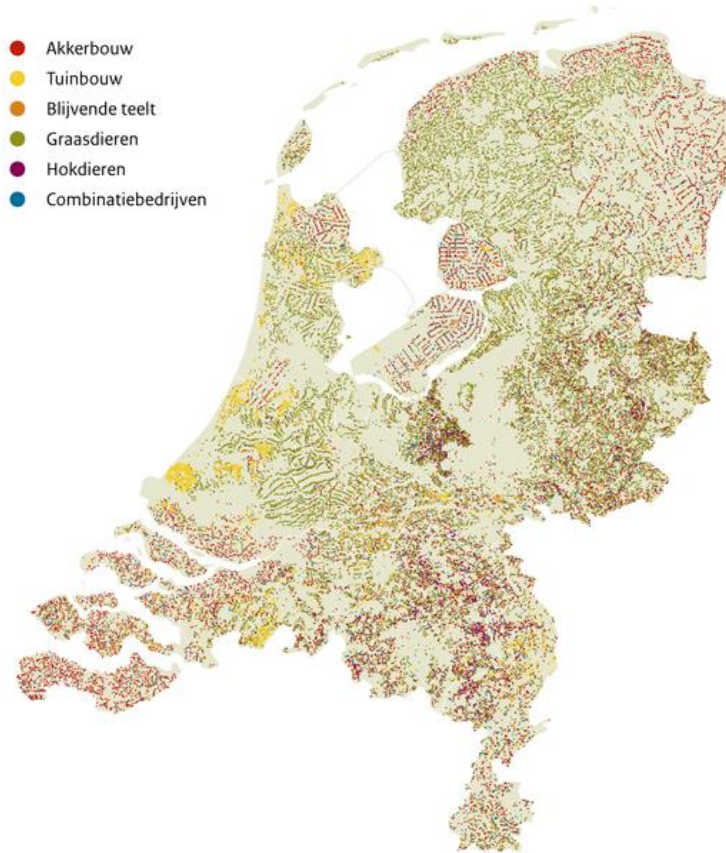 Akkerbouw
Tuinbouw
Blijvende teelt
Graasdieren
Hokdieren
Combinatiebedrijven